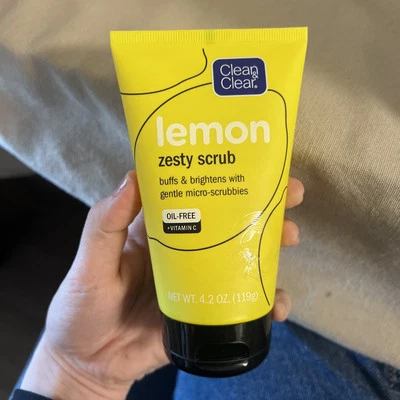 Clean &
Clear®
lemon
zesty scrub
buffs & brightens with
gentle micro-scrubbies
OIL-FREE
+VITAMIN C
NET WT. 4.2 OZ. (119g)